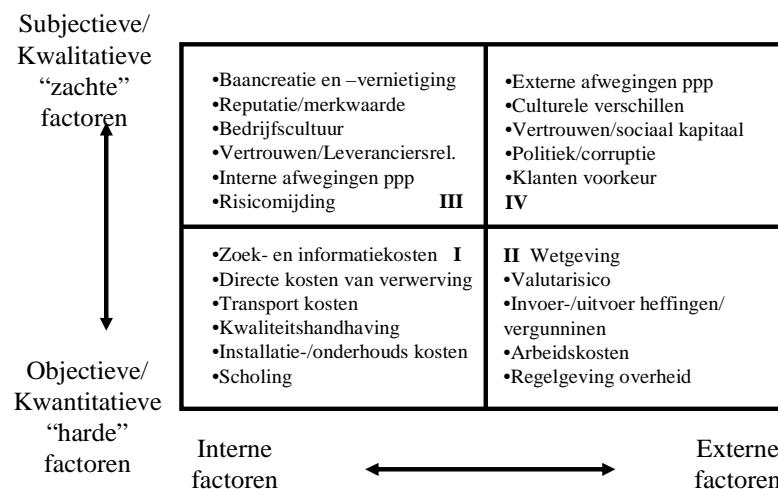 Subjectieve/
Kwalitatieve
“zachte”
factoren
•Baancreatie en –vernietiging
•Reputatie/merkwaarde
•Bedrijfscultuur
•Vertrouwen/Leveranciersrel.
•Interne afwegingen ppp
•Risicomijding III
•Externe afwegingen ppp
•Culturele verschillen
•Vertrouwen/sociaal kapitaal
•Politiek/corruptie
•Klanten voorkeur
IV
•Zoek- en informatiekosten I
•Directe kosten van verwerving
•Transport kosten
•Kwaliteitshandhaving
•Installatie-/onderhouds kosten
•Scholing
II Wetgeving
•Valutarisico
•Invoer-/uitvoer heffingen/
vergunninen
•Arbeidskosten
•Regelgeving overheid
Objectieve/
Kwantitatieve
“harde”
factoren
Interne
factoren
Externe
factoren